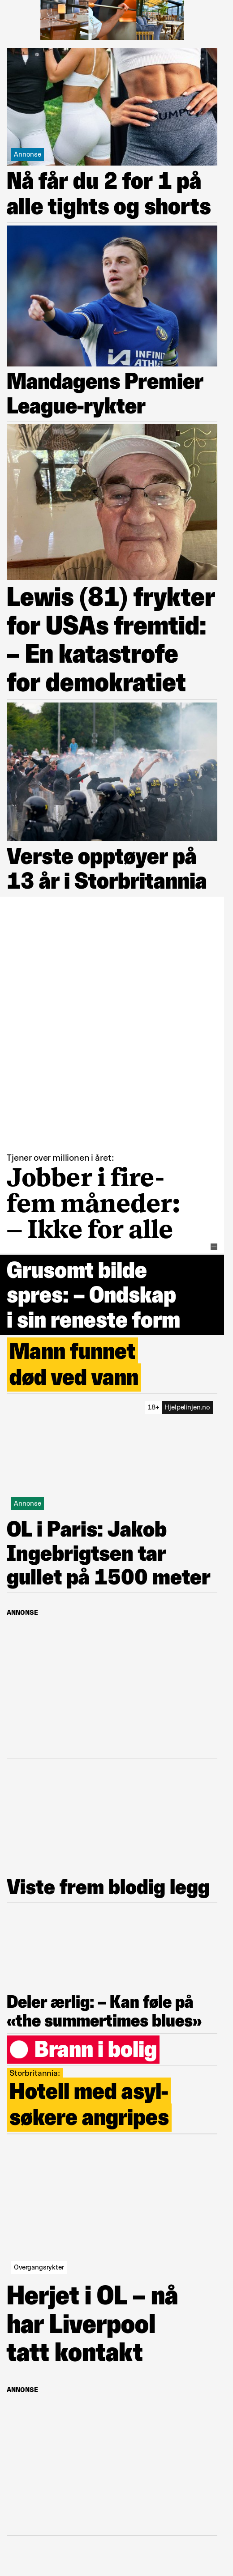 Annonse
Nå får du 2 for 1 på
alle tights og shorts
Mandagens Premier
League-rykter
Lewis (81) frykter
for USAs fremtid:
– En katastrofe
for demokratiet
Verste opptøyer på
13 år i Storbritannia
Tjener over millionen i året:
Jobber i fire-
fem måneder:
– Ikke for alle
Grusomt bilde
spres: – Ondskap
i sin reneste form
Mann funnet
død ved vann
18+ Hjelpelinjen.no
Annonse
OL i Paris: Jakob
Ingebrigtsen tar
gullet på 1500 meter
ANNONSE
Viste frem blodig legg
Deler ærlig: – Kan føle på
«the summertimes blues»
Brann i bolig
Storbritannia:
Hotell med asyl-
søkere angripes
Overgangsrykter
Herjet i OL – nå
har Liverpool
tatt kontakt
ANNONSE